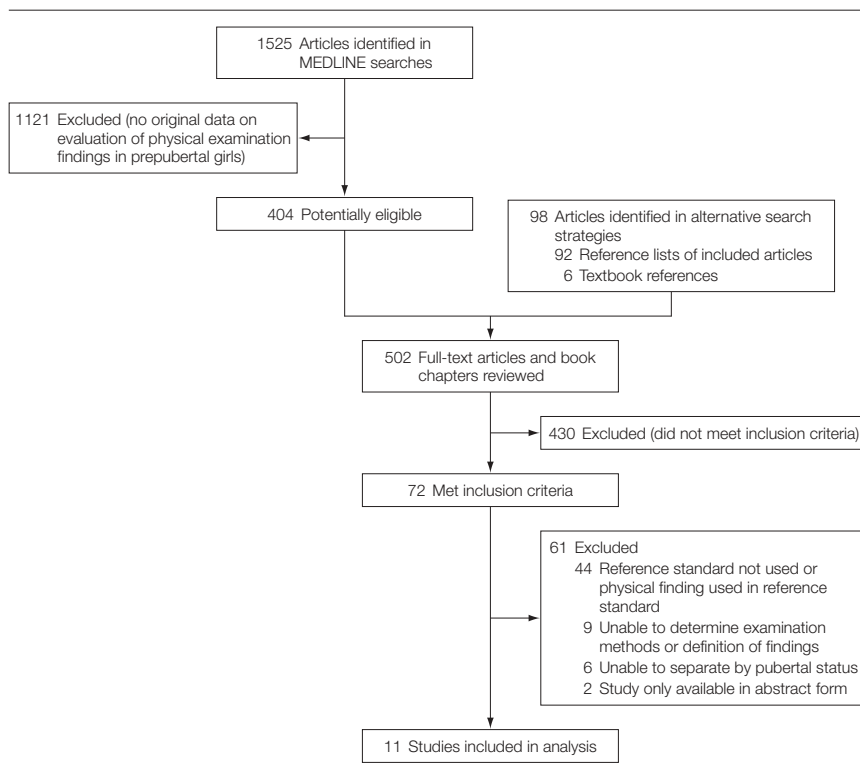 1525 Articles identified in
MEDLINE searches
1121 Excluded (no original data on
evaluation of physical examination
findings in prepubertal girls)
404 Potentially eligible
98 Articles identified in alternative search
strategies
92 Reference lists of included articles
6 Textbook references
502 Full-text articles and book
chapters reviewed
430 Excluded (did not meet inclusion criteria)
72 Met inclusion criteria
61 Excluded
44 Reference standard not used or
physical finding used in reference
standard
9 Unable to determine examination
methods or definition of findings
6 Unable to separate by pubertal status
2 Study only available in abstract form
11 Studies included in analysis